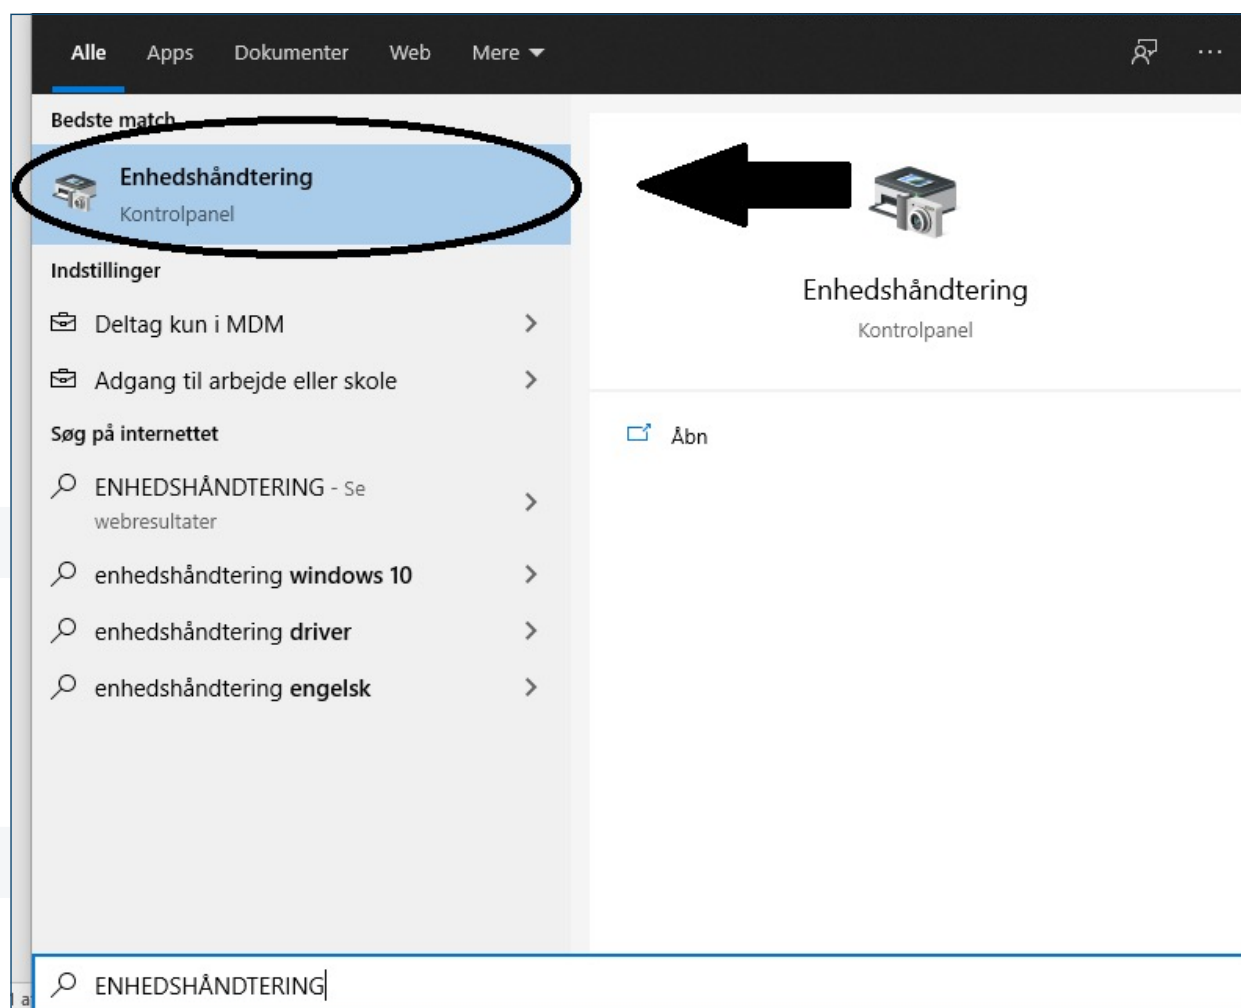 Alle Apps Dokumenter Web Mere
Bedste match
Enhedshåndtering
Kontrolpanel
Indstillinger
Deltag kun i MDM
Adgang til arbejde eller skole
Søg på internettet
ENHEDSHÅNDTERING - Se
webresultater
enhedshåndtering windows 10
enhedshåndtering driver
enhedshåndtering engelsk
Enhedshåndtering
Kontrolpanel
Åbn
ENHEDSHÅNDTERING